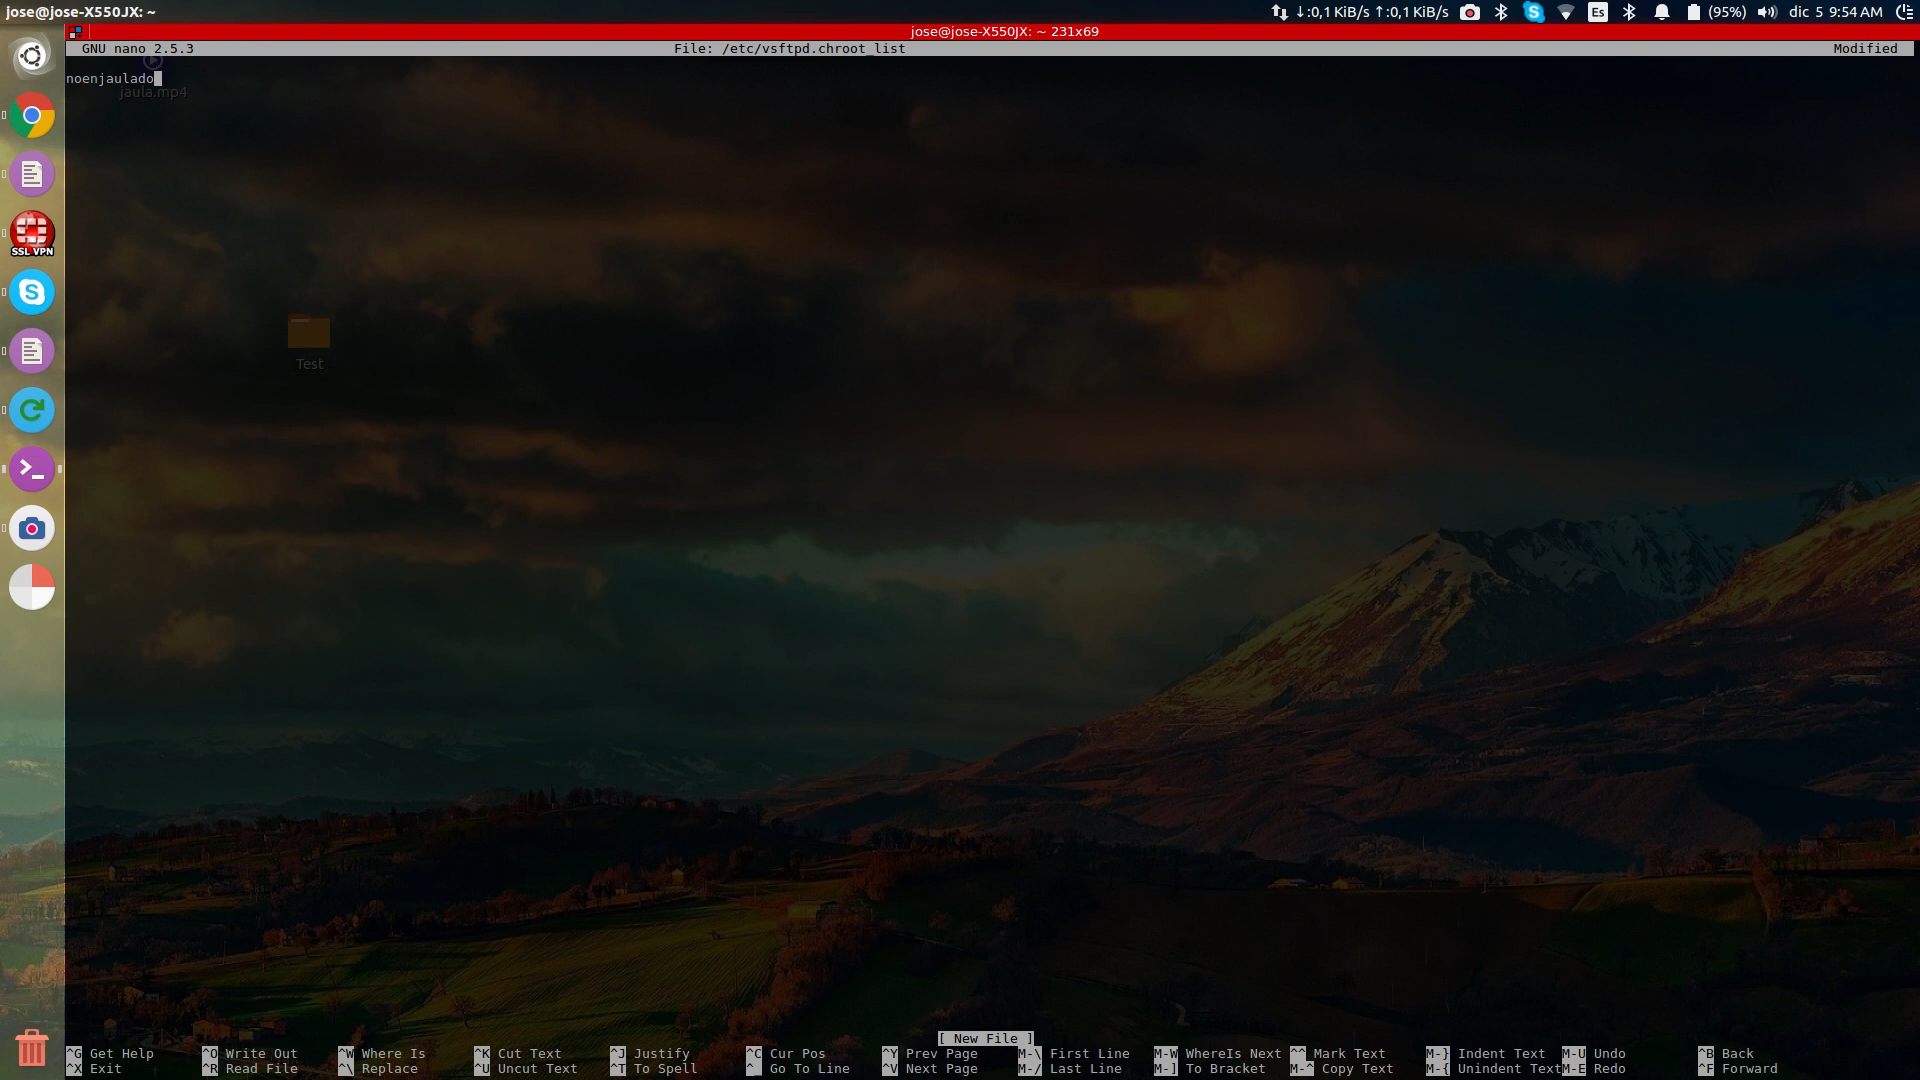 jose@jose-X550JX: ~
↓:0,1 KiB/s ↑:0,1 KiB/s
Es
(95%)
dic 5 9:54 AM
jose@jose-X550JX: ~ 231x69
GNU nano 2.5.3 File: /etc/vsftpd.chroot_list Modified
noenjaulado
jaula.mp4
SSL VPN
Test
[ New File ]
^G Get Help ^O Write Out ^W Where Is ^K Cut Text ^J Justify ^C Cur Pos ^Y Prev Page M-\ First Line M-W WhereIs Next ^^ Mark Text M-} Indent Text M-U Undo ^B Back
^X Exit ^R Read File ^\ Replace ^U Uncut Text ^T To Spell ^_ Go To Line ^V Next Page M-/ Last Line M-] To Bracket M-^ Copy Text M-{ Unindent Text M-E Redo ^F Forward